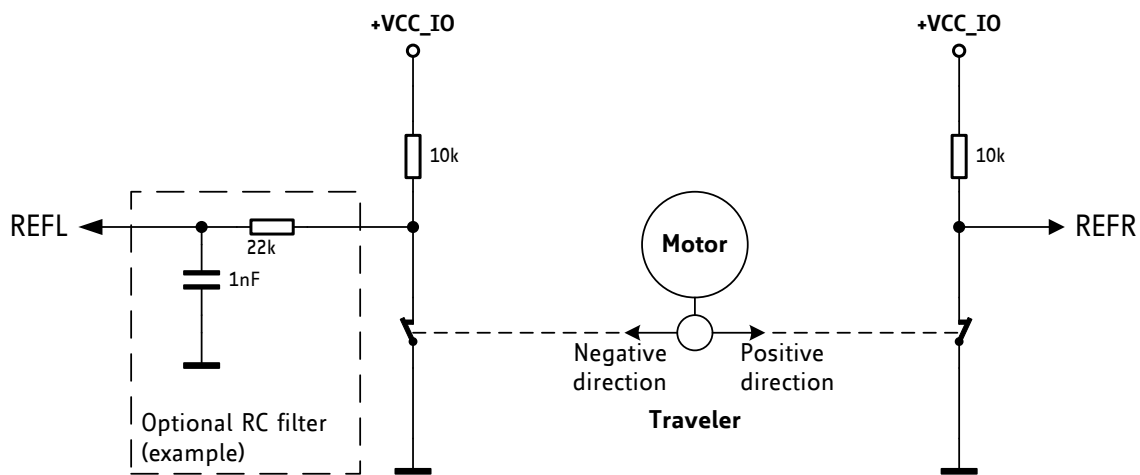 +VCC_IO
+VCC_IO
10k
10k
REFL
22k
1nF
Motor
REFR
Negative
direction
Positive
direction
Traveler
Optional RC filter
(example)